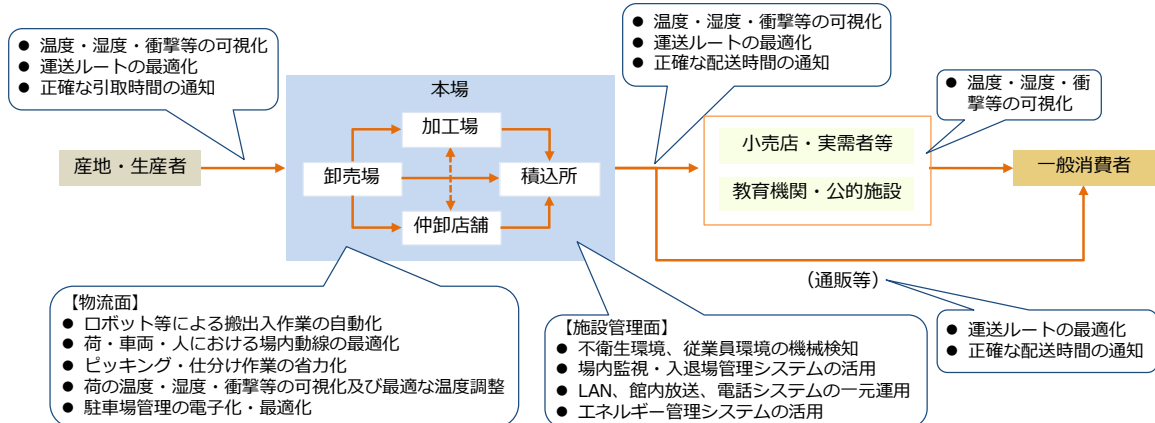 ● 温度・湿度・衝撃等の可視化
● 運送ルートの最適化
● 正確な引取時間の通知
● 温度・湿度・衝撃等の可視化
● 運送ルートの最適化
● 正確な配送時間の通知
● 温度・湿度・衝
撃等の可視化
本場
加工場
卸売場
積込所
仲卸店舗
産地・生産者
小売店・実需者等
教育機関・公的施設
一般消費者
（通販等）
【物流面】
● ロボット等による搬出入作業の自動化
● 荷・車両・人における場内動線の最適化
● ピッキング・仕分け作業の省力化
● 荷の温度・湿度・衝撃等の可視化及び最適な温度調整
● 駐車場管理の電子化・最適化
【施設管理面】
● 不衛生環境、従業員環境の機械検知
● 場内監視・入退場管理システムの活用
● LAN、館内放送、電話システムの一元運用
● エネルギー管理システムの活用
● 運送ルートの最適化
● 正確な配送時間の通知